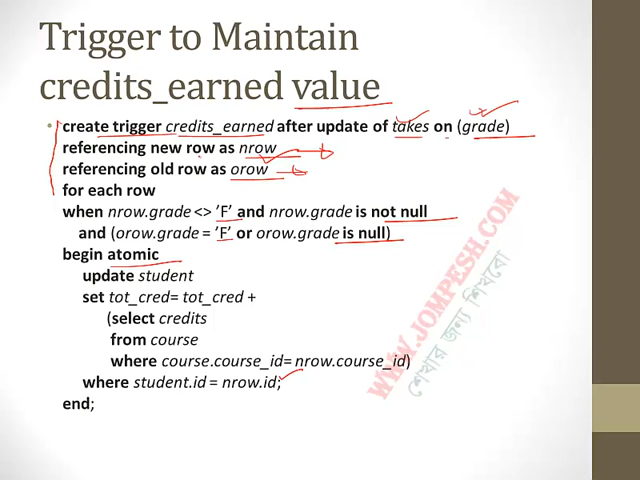 Trigger to Maintain
credits_earned value
• create trigger credits_earned after update of takes on (grade)
referencing new row as nrow
referencing old row as orow
for each row
when nrow.grade <> ’F’ and nrow.grade is not null
and (orow.grade = ’F’ or orow.grade is null)
begin atomic
update student
set tot_cred= tot_cred +
(select credits
from course
where course.course_id= nrow.course_id)
where student.id = nrow.id;
end;
WWW.JOMPESH.COM
শেখার জন্য শিখবো